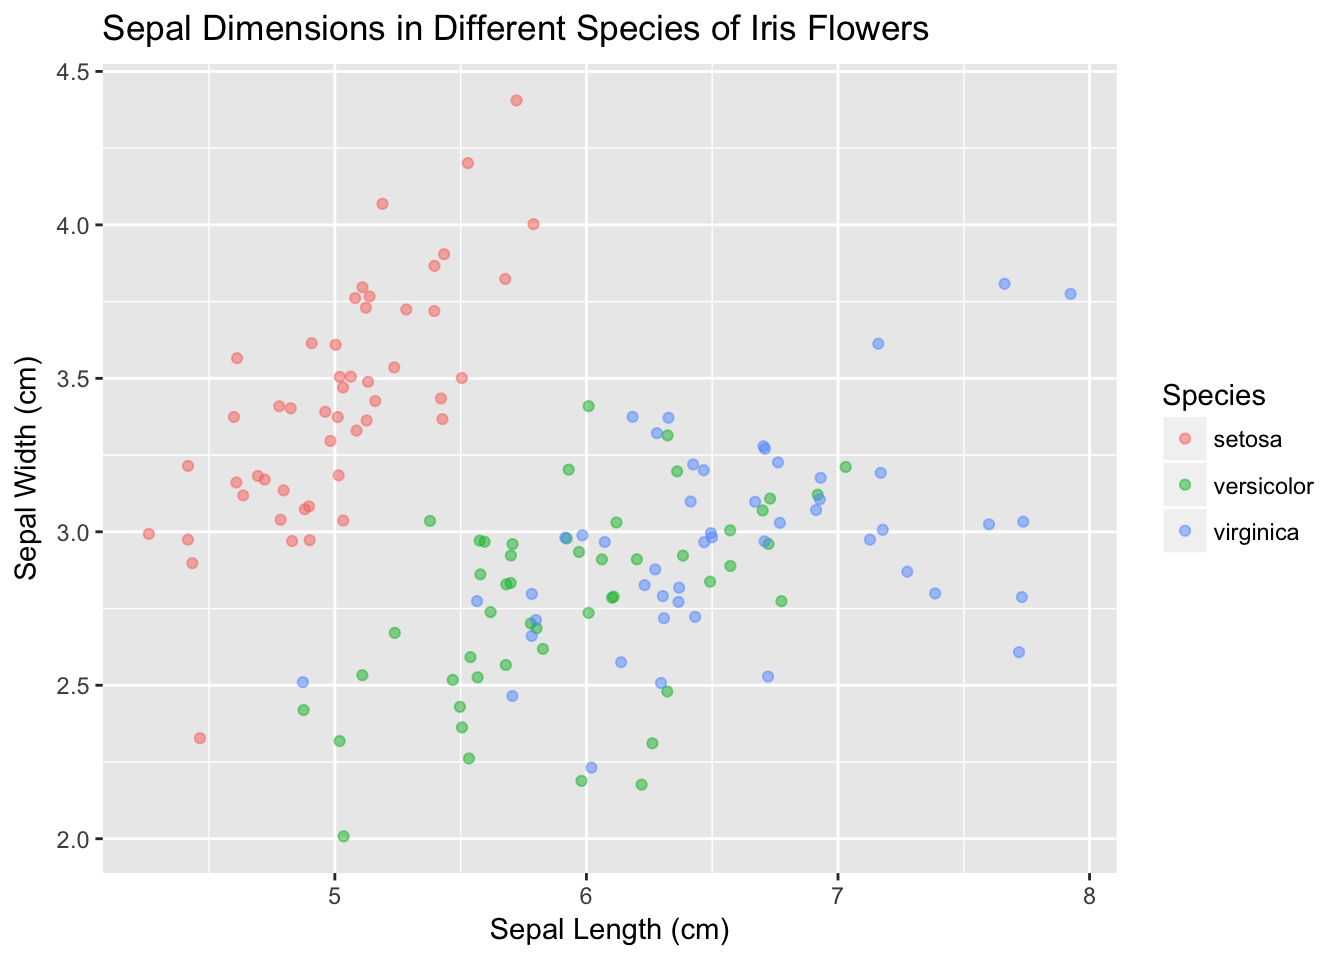 Sepal Dimensions in Different Species of Iris Flowers
4.5
4.0
3.5
3.0
2.5
2.0
Sepal Width (cm)
5 6 7 8
Sepal Length (cm)
Species
setosa
versicolor
virginica